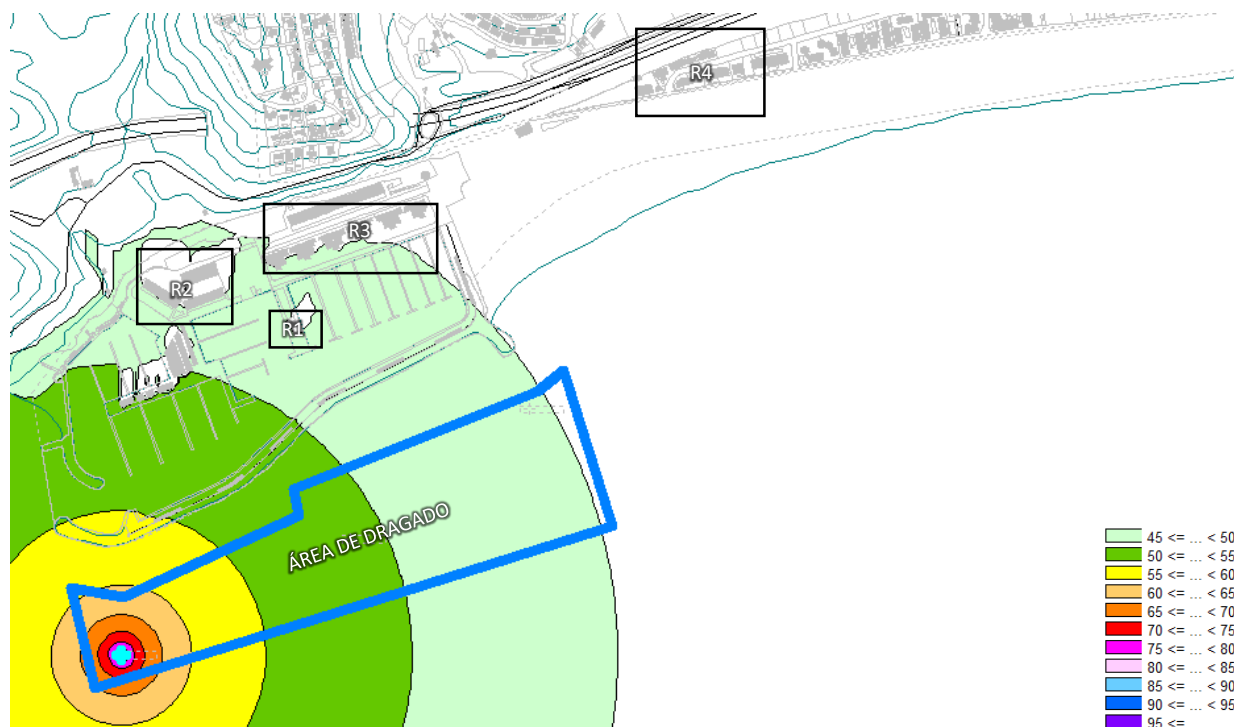 R4
R3
R2
R1
ÁREA DE DRAGADO
45 <= ... < 50
50 <= ... < 55
55 <= ... < 60
60 <= ... < 65
65 <= ... < 70
70 <= ... < 75
75 <= ... < 80
80 <= ... < 85
85 <= ... < 90
90 <= ... < 95
95 <=